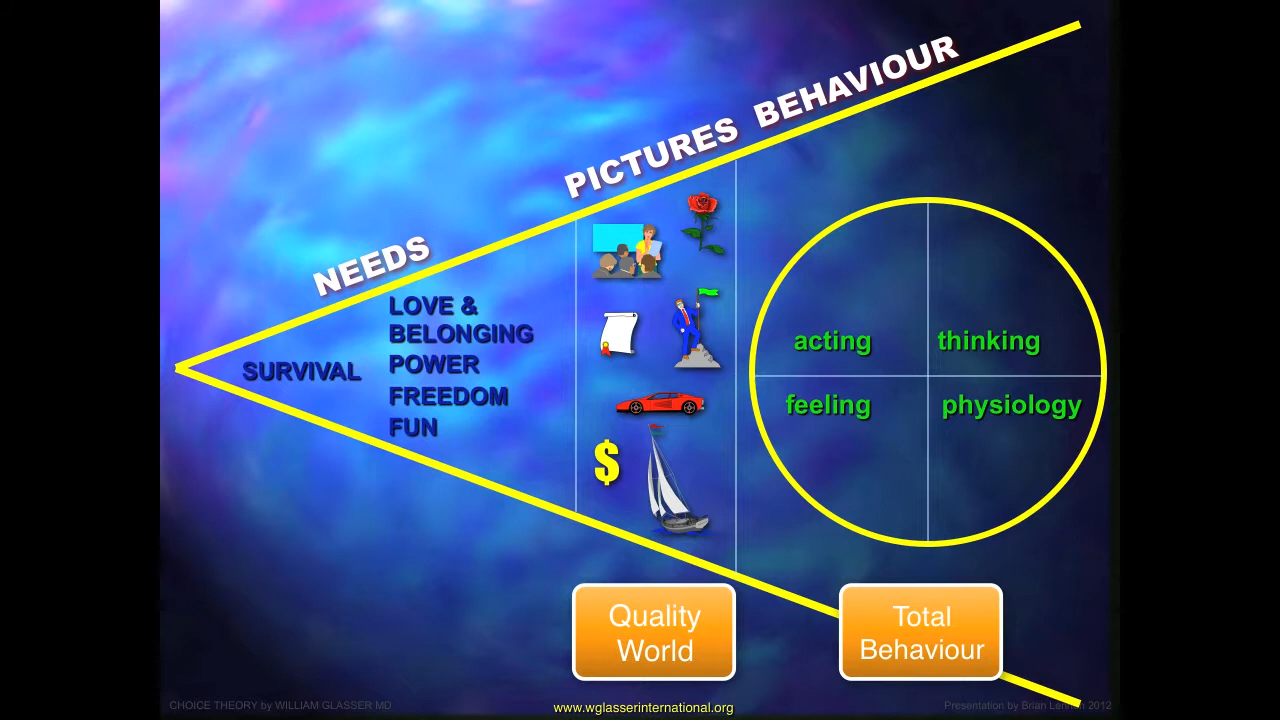 NEEDS
PICTURES
BEHAVIOUR
SURVIVAL
LOVE &
BELONGING
POWER
FREEDOM
FUN
$
acting
thinking
feeling
physiology
Quality
World
Total
Behaviour
CHOICE THEORY by WILLIAM GLASSER MD
www.wglasserinternational.org
Presentation by Brian Lennon 2012